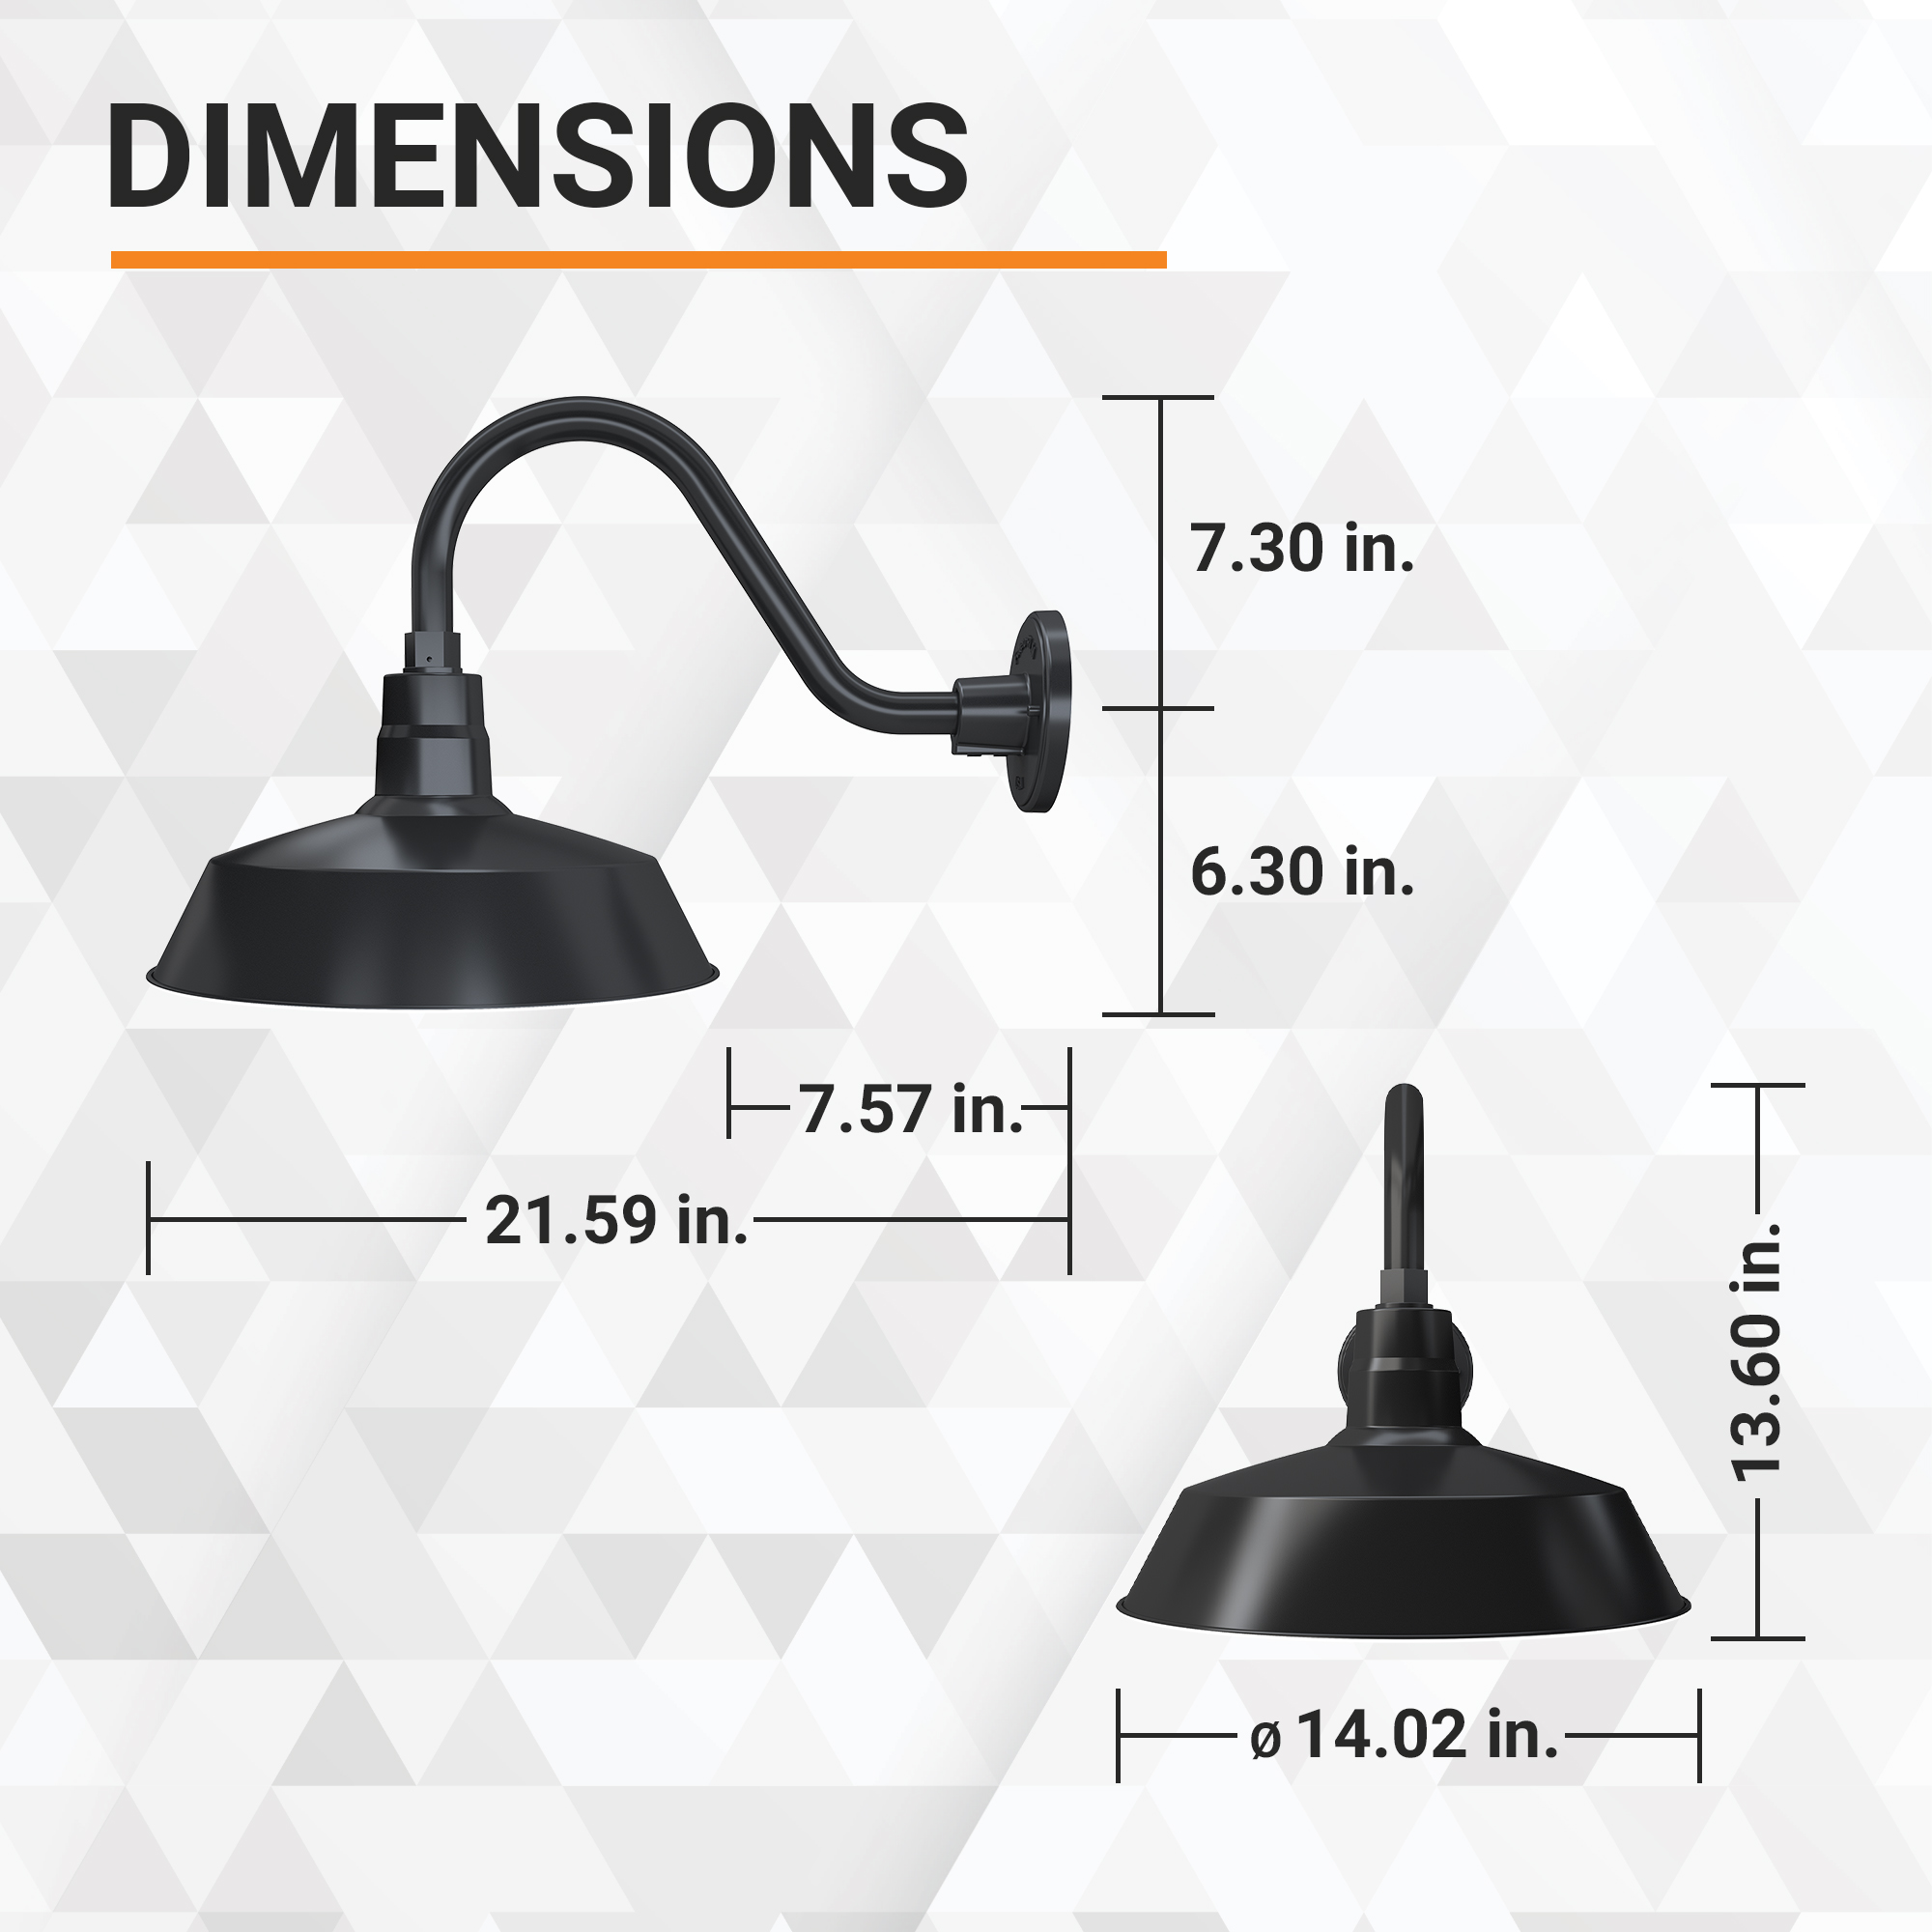 DIMENSIONS
7.30 in.
6.30 in.
7.57 in.
21.59 in.
13.60 in.
ø 14.02 in.